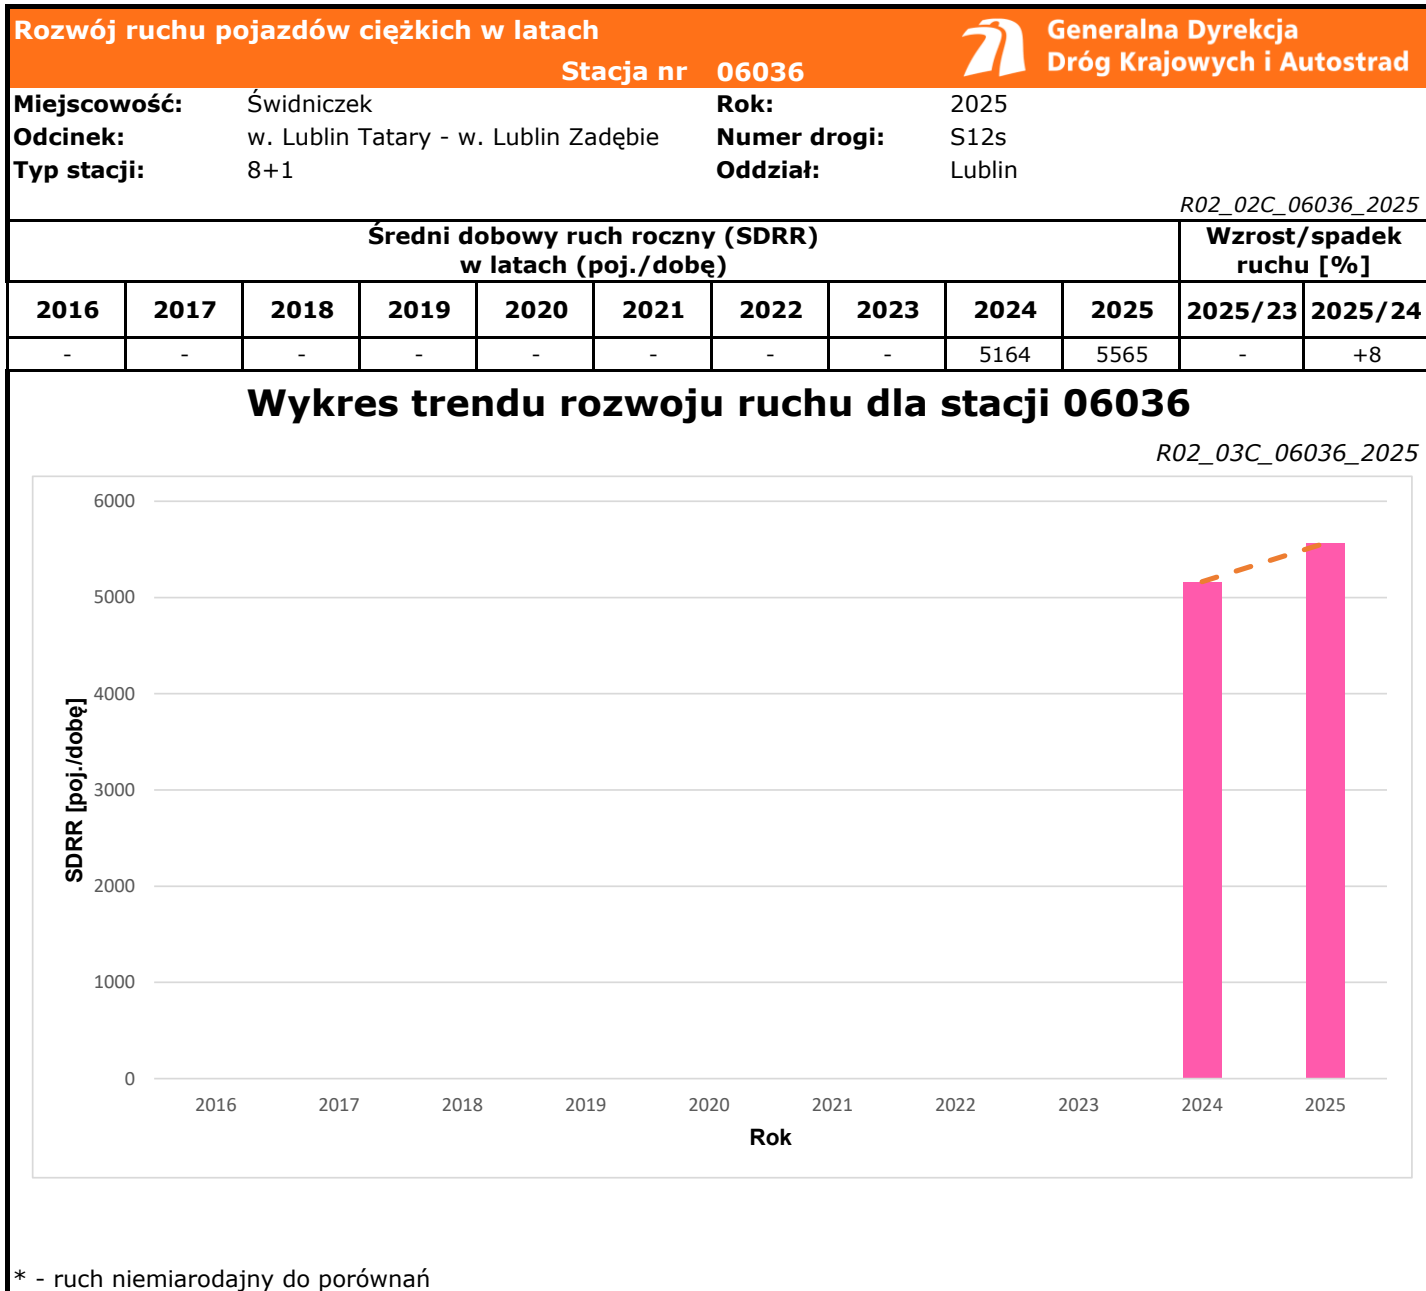 Rozwój ruchu pojazdów ciężkich w latach
Stacja nr 06036
Generalna Dyrekcja
Dróg Krajowych i Autostrad
Miejscowość: Świdniczek Rok: 2025
Odcinek: w. Lublin Tatary - w. Lublin Zadębie Numer drogi: S12s
Typ stacji: 8+1 Oddział: Lublin
R02_02C_06036_2025
Średni dobowy ruch roczny (SDRR)
w latach (poj./dobę)
Wzrost/spadek
ruchu [%]
2016 2017 2018 2019 2020 2021 2022 2023 2024 2025 2025/23 2025/24
- - - - - - - - 5164 5565 - +8
Wykres trendu rozwoju ruchu dla stacji 06036
R02_03C_06036_2025
6000
5000
4000
3000
2000
1000
0
SDRR [poj./dobę]
2016 2017 2018 2019 2020 2021 2022 2023 2024 2025
Rok
* - ruch niemiarodajny do porównań